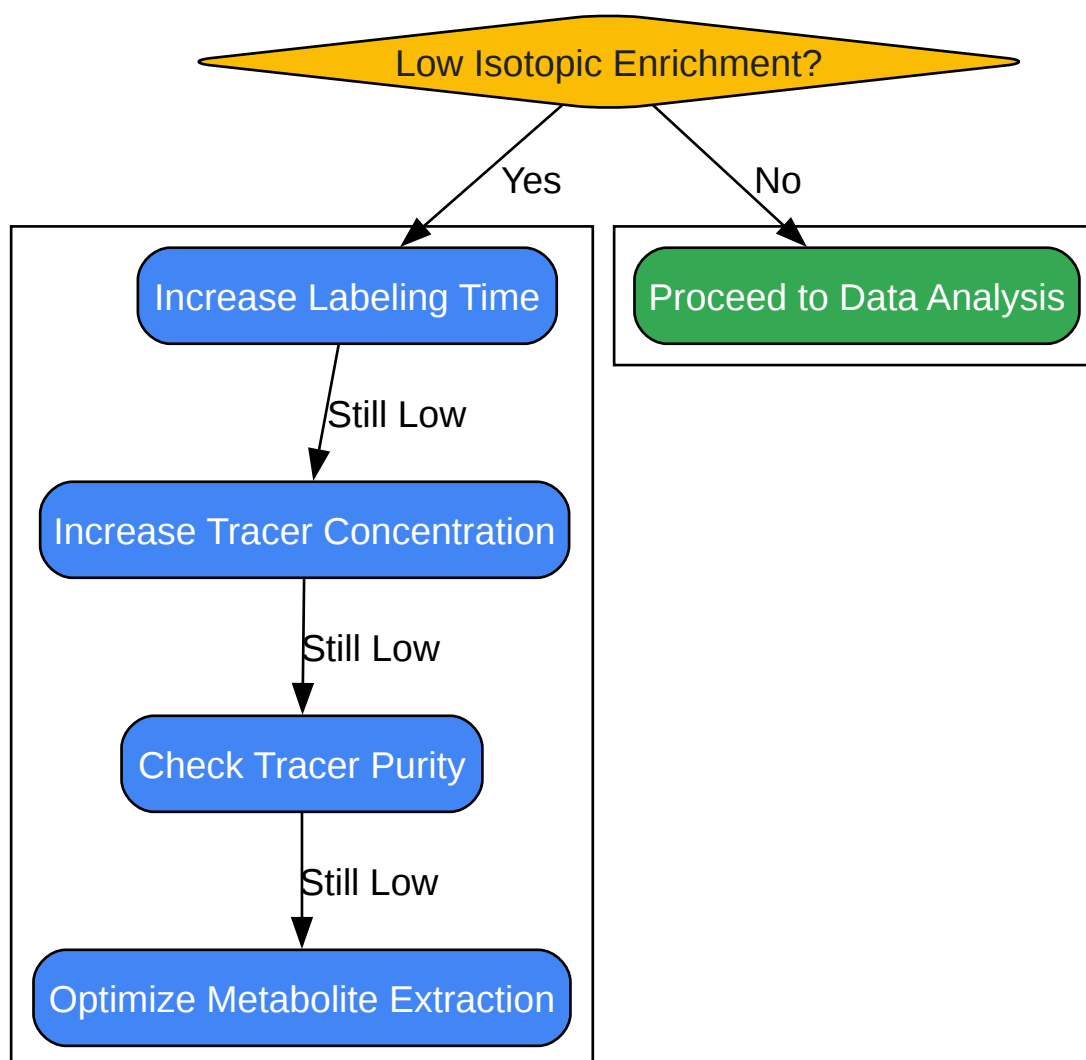 Low Isotopic Enrichment?
Yes
No
Increase Labeling Time
Proceed to Data Analysis
Still Low
Increase Tracer Concentration
Still Low
Check Tracer Purity
Still Low
Optimize Metabolite Extraction